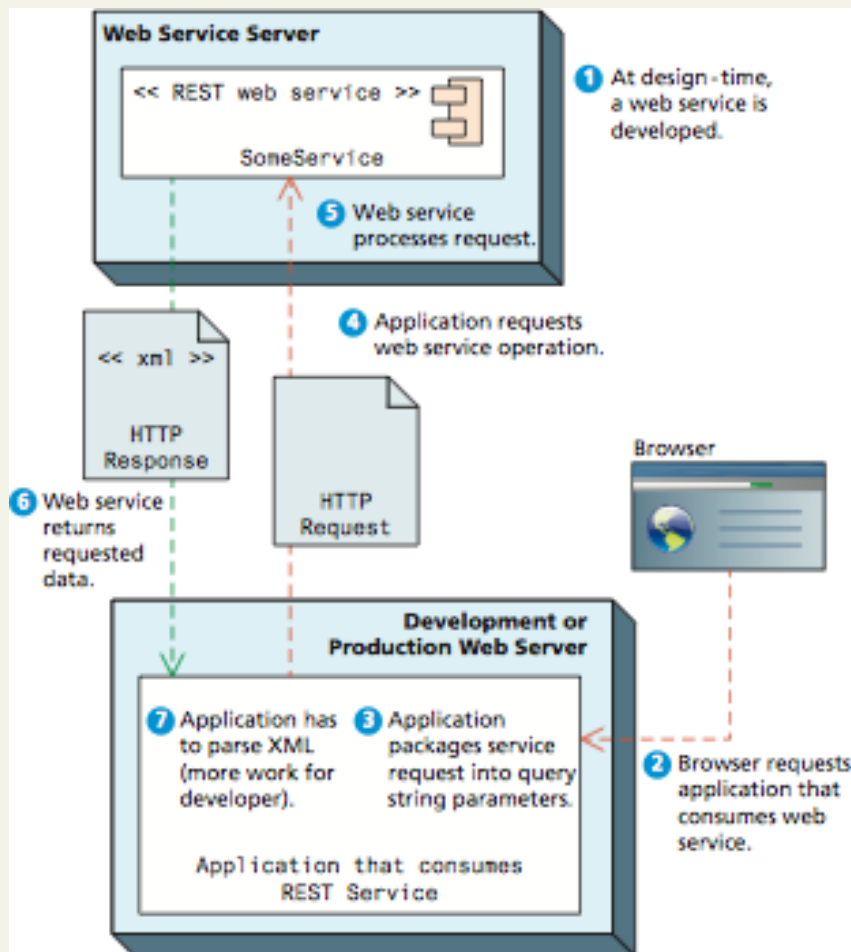 Web Service Server
<< REST web service >>
SomeService
1 At design-time,
a web service is
developed.
5 Web service
processes request.
4 Application requests
web service operation.
<< xml >>
HTTP
Response
HTTP
Request
Browser
6 Web service
returns
requested
data.
Development or
Production Web Server
7 Application has
to parse XML
(more work for
developer).
3 Application
packages service
request into query
string parameters.
2 Browser requests
application that
consumes web
service.
Application that consumes
REST Service